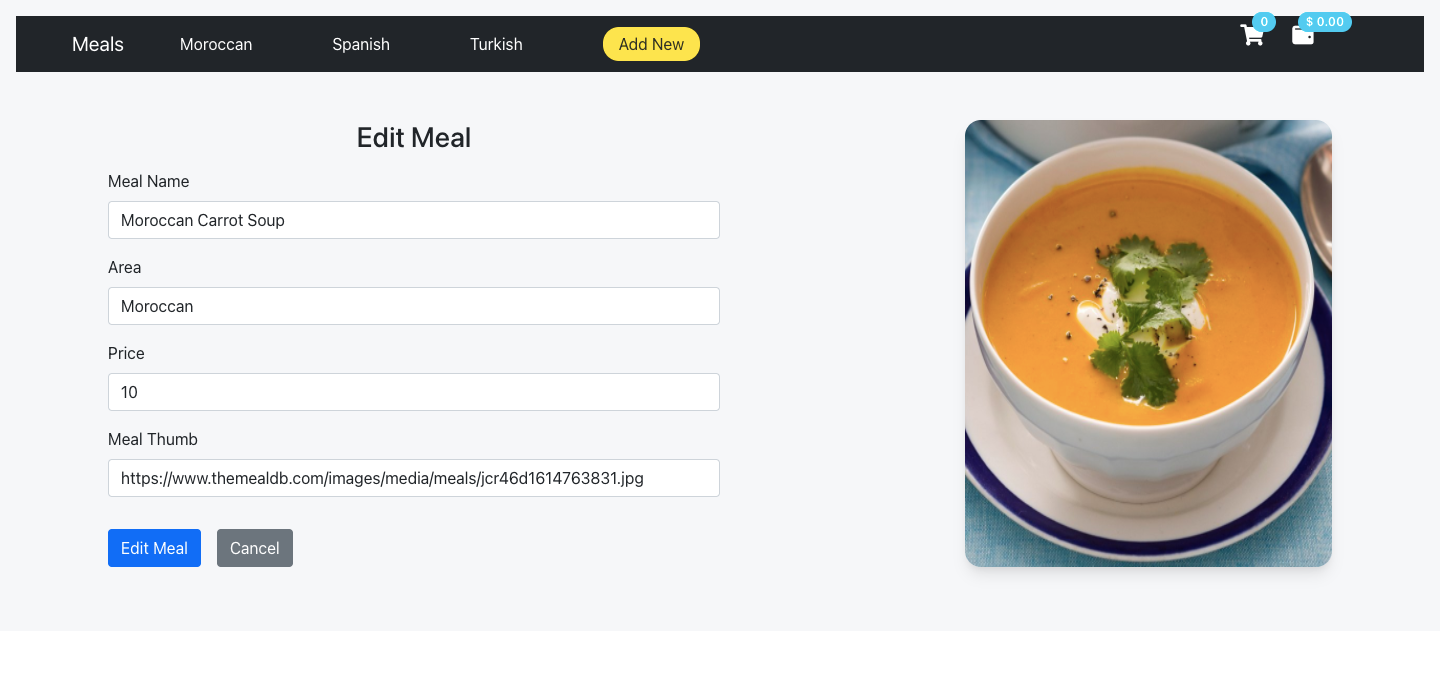 Meals Moroccan Spanish Turkish Add New 0 $ 0.00
Edit Meal
Meal Name
Moroccan Carrot Soup
Area
Moroccan
Price
10
Meal Thumb
https://www.themealdb.com/images/media/meals/jcr46d1614763831.jpg
Edit Meal Cancel